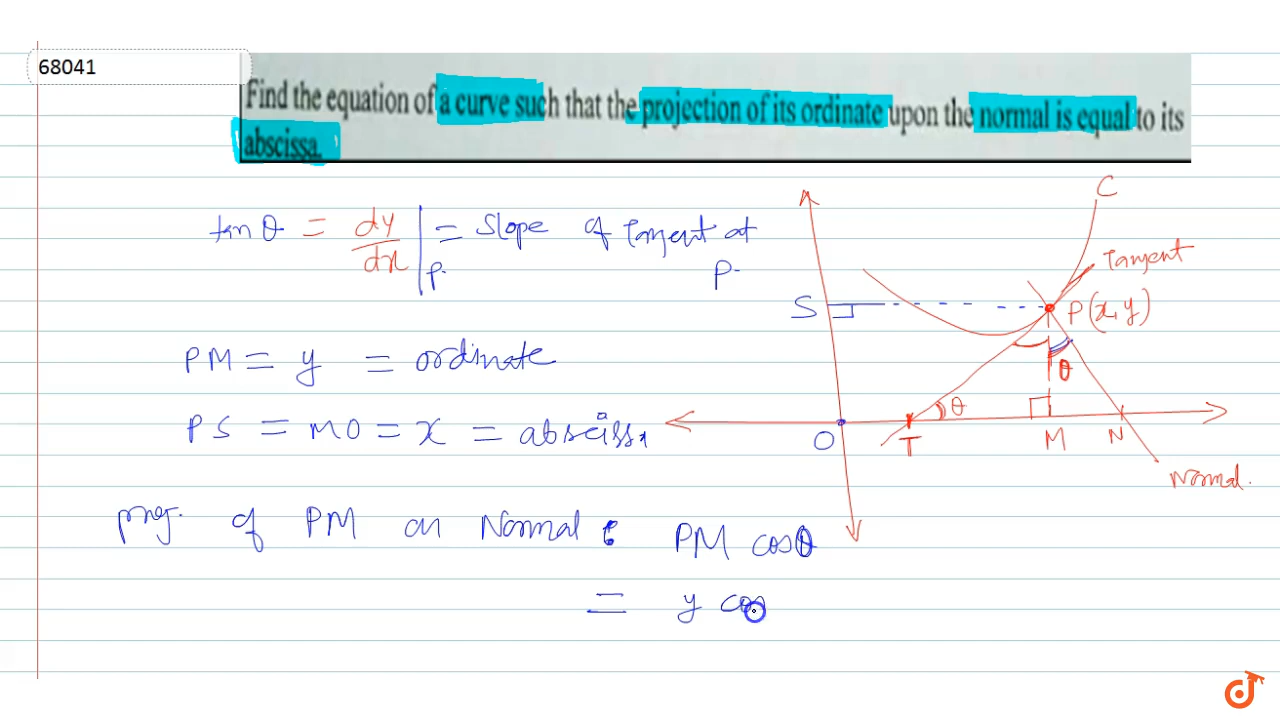 68041
Find the equation of a curve such that the projection of its ordinate upon the normal is equal to its
abscissa.
C
tan θ = dy/dx |p. = Slope of Tangent at P.
Tangent
S
P(x, y)
PM = y = ordinate
θ
θ
PS = MO = x = abscissa
O
T
M
N
Normal.
proj. of PM on Normal : PM cosθ
= y cos